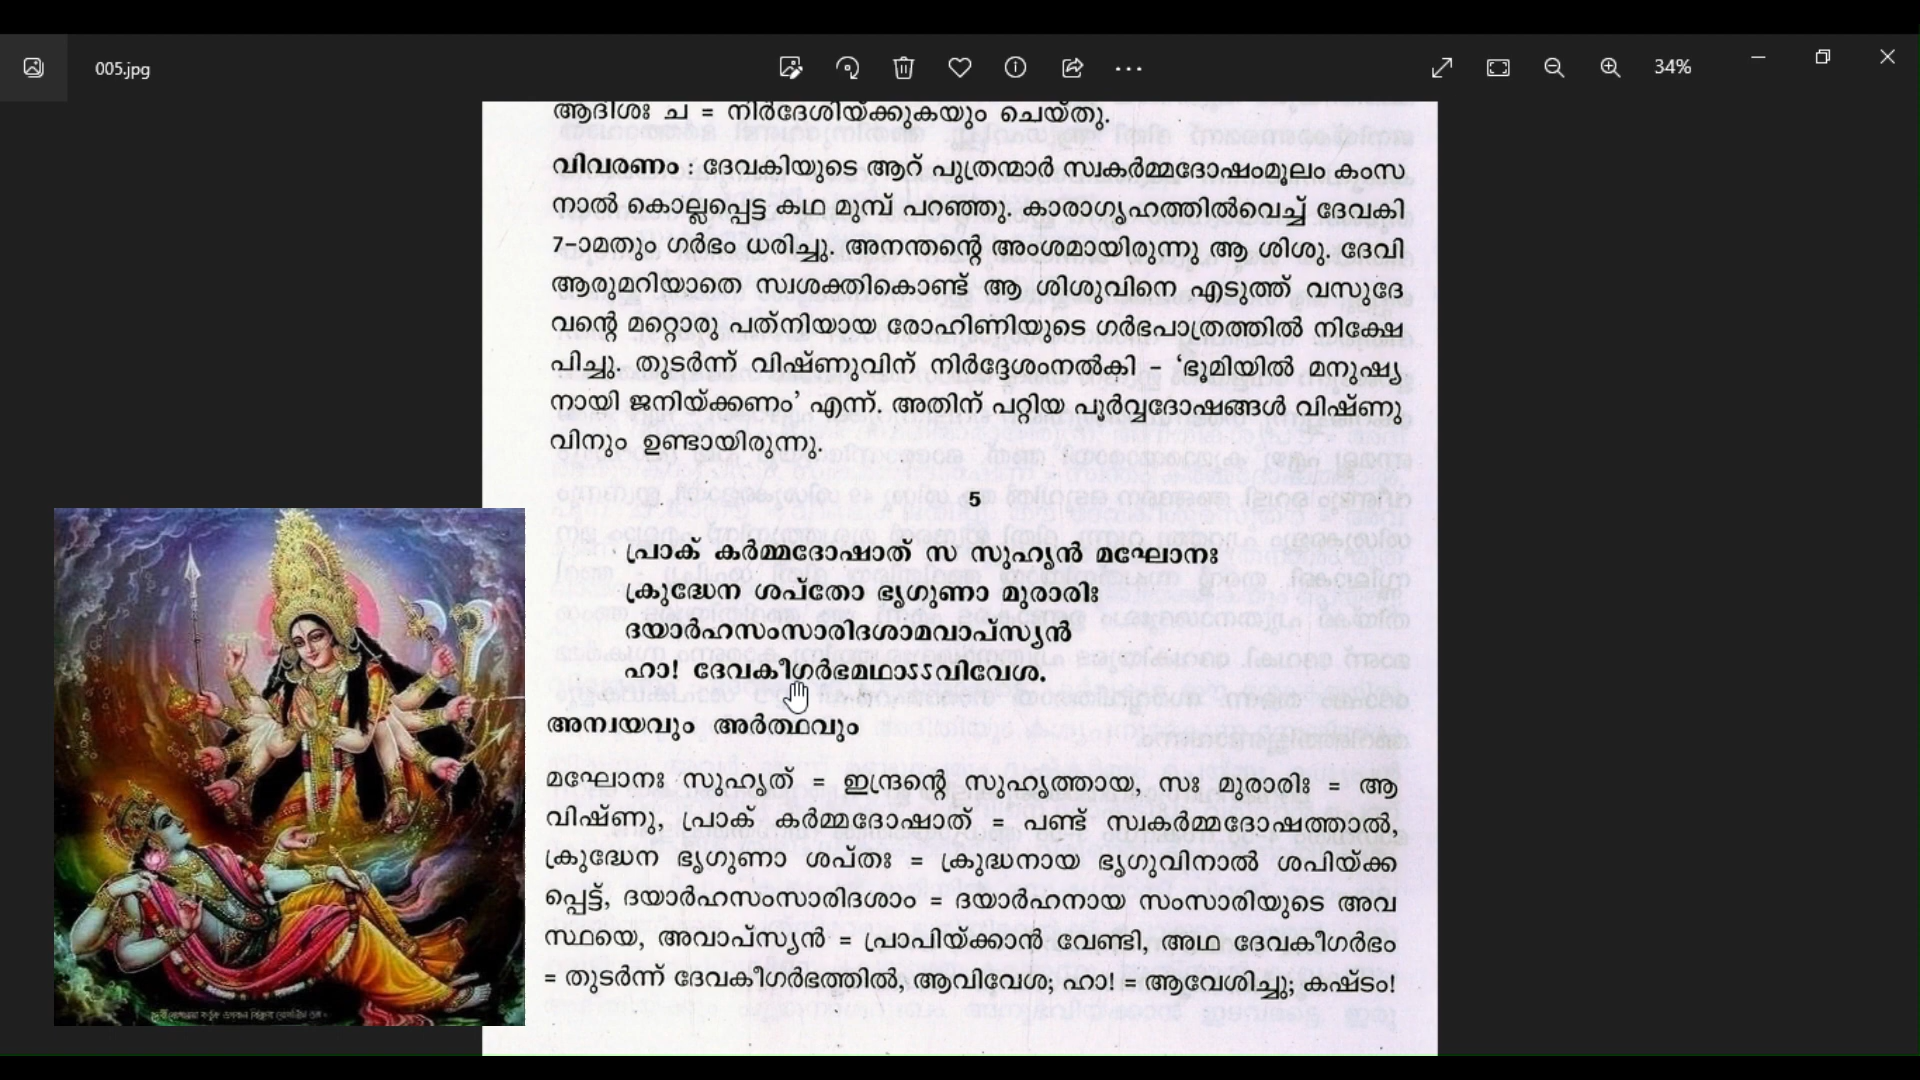 005.jpg
34%
ആദിശഃ ച = നിർദേശിയ്ക്കുകയും ചെയ്തു.
വിവരണം : ദേവകിയുടെ ആറ് പുത്രന്മാർ സ്വകർമ്മദോഷംമൂലം കംസ
നാൽ കൊല്ലപ്പെട്ട കഥ മുമ്പ് പറഞ്ഞു. കാരാഗൃഹത്തിൽവെച്ച് ദേവകി
7-ാമതും ഗർഭം ധരിച്ചു. അനന്തന്റെ അംശമായിരുന്നു ആ ശിശു. ദേവി
ആരുമറിയാതെ സ്വശക്തികൊണ്ട് ആ ശിശുവിനെ എടുത്ത് വസുദേ
വന്റെ മറ്റൊരു പത്നിയായ രോഹിണിയുടെ ഗർഭപാത്രത്തിൽ നിക്ഷേ
പിച്ചു. തുടർന്ന് വിഷ്ണുവിന് നിർദ്ദേശംനൽകി - ‘ഭൂമിയിൽ മനുഷ്യ
നായി ജനിയ്ക്കണം’ എന്ന്. അതിന് പറ്റിയ പൂർവ്വദോഷങ്ങൾ വിഷ്ണു
വിനും ഉണ്ടായിരുന്നു.
5
പ്രാക് കർമ്മദോഷാത് സ സുഹൃൻ മഘോനഃ
ക്രുദ്ധേന ശപ്തോ ഭൃഗുണാ മുരാരിഃ
ദയാർഹസംസാരിദശാമവാപ്സ്യൻ
ഹാ! ദേവകീഗർഭമഥാഽഽവിവേശ.
അന്വയവും അർത്ഥവും
മഘോനഃ സുഹൃത് = ഇന്ദ്രന്റെ സുഹൃത്തായ, സഃ മുരാരിഃ = ആ
വിഷ്ണു, പ്രാക് കർമ്മദോഷാത് = പണ്ട് സ്വകർമ്മദോഷത്താൽ,
ക്രുദ്ധേന ഭൃഗുണാ ശപ്തഃ = ക്രുദ്ധനായ ഭൃഗുവിനാൽ ശപിയ്ക്ക
പ്പെട്ട്, ദയാർഹസംസാരിദശാം = ദയാർഹനായ സംസാരിയുടെ അവ
സ്ഥയെ, അവാപ്സ്യൻ = പ്രാപിയ്ക്കാൻ വേണ്ടി, അഥ ദേവകീഗർഭം
= തുടർന്ന് ദേവകീഗർഭത്തിൽ, ആവിവേശ; ഹാ! = ആവേശിച്ചു; കഷ്ടം!